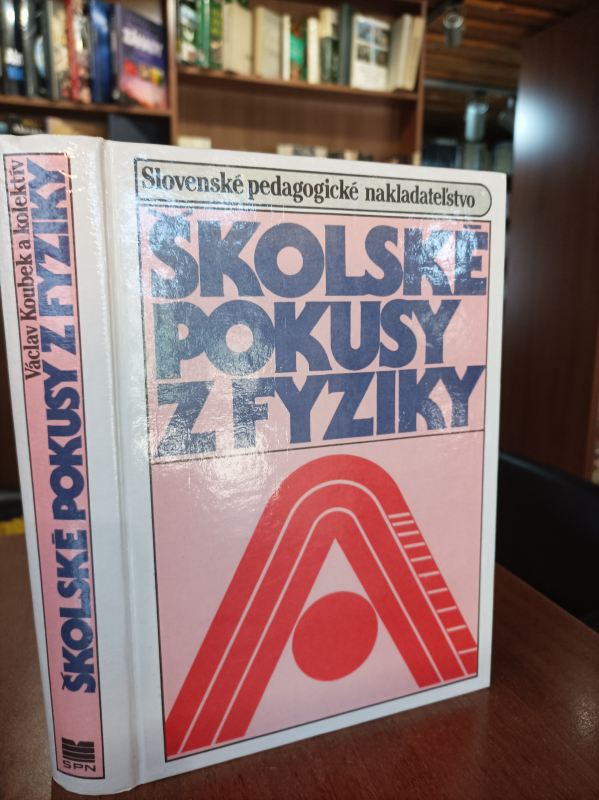 Slovenské pedagogické nakladateľstvo
ŠKOLSKÉ
POKUSY
Z FYZIKY
Václav Koubek a kolektív
ŠKOLSKÉ POKUSY Z FYZIKY
SPN